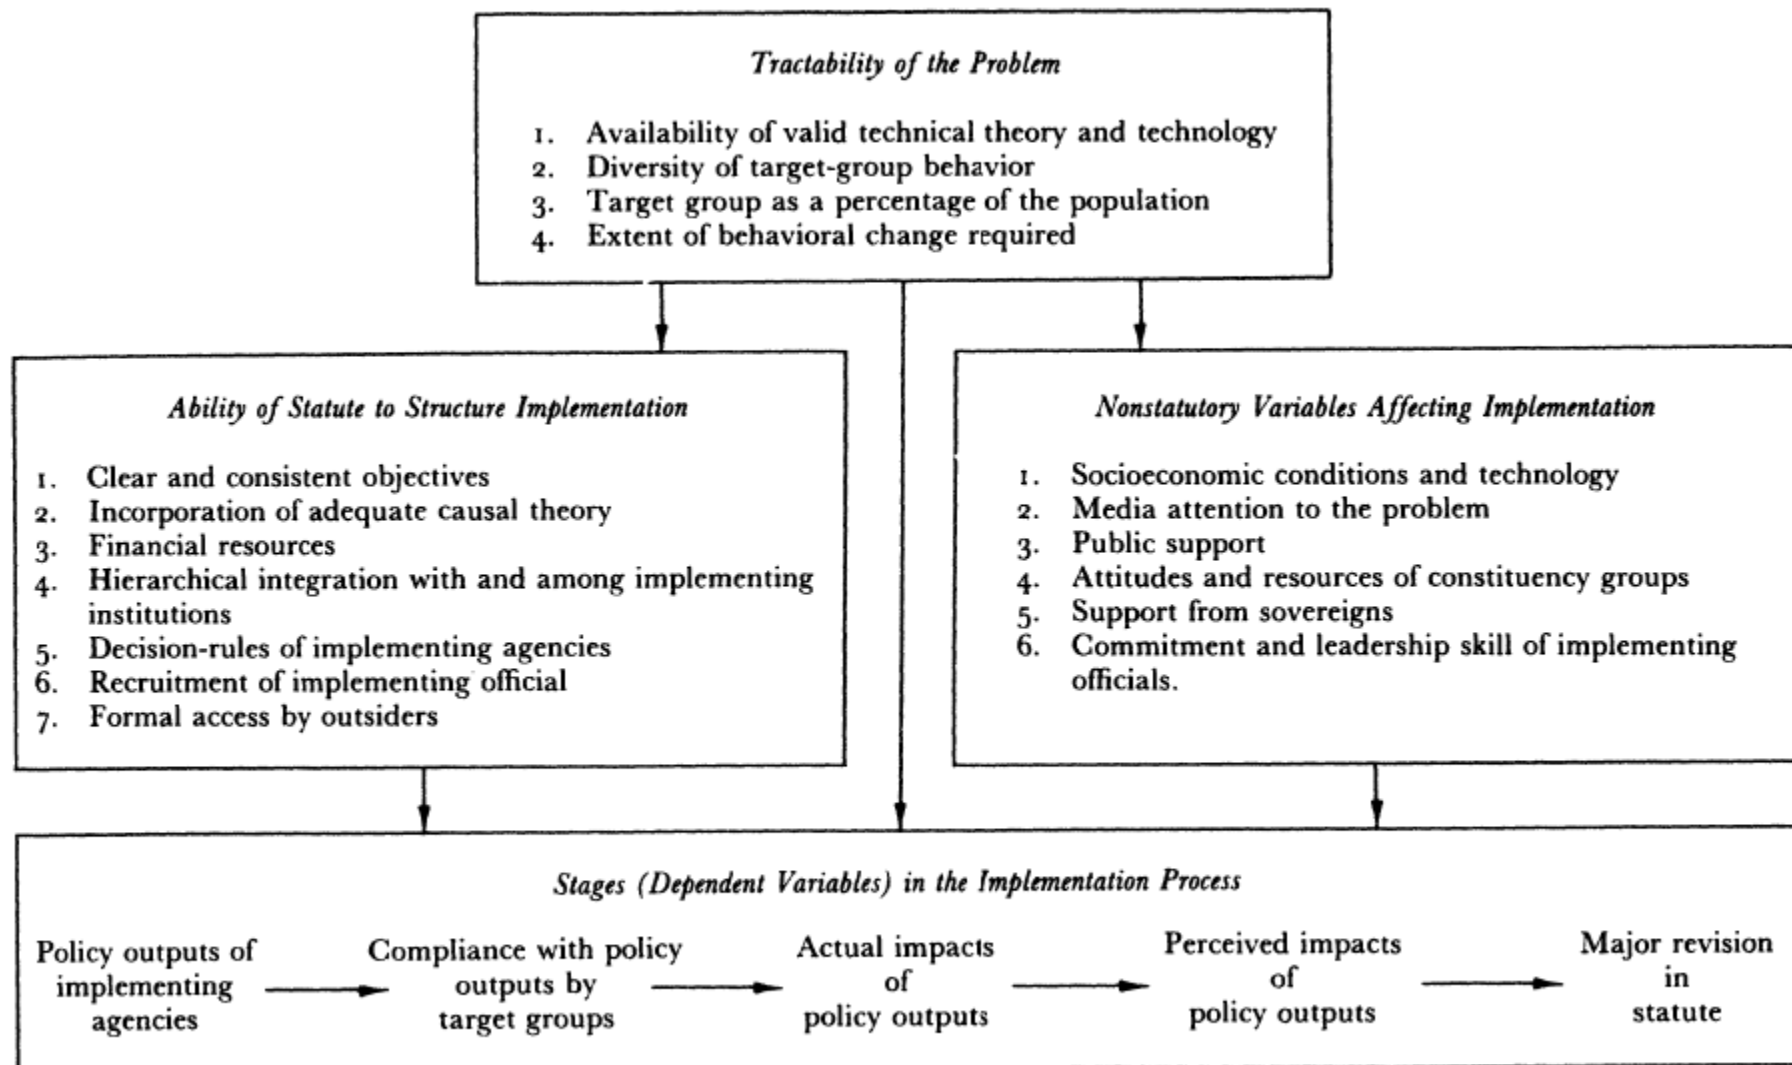 Tractability of the Problem
1. Availability of valid technical theory and technology
2. Diversity of target-group behavior
3. Target group as a percentage of the population
4. Extent of behavioral change required
Ability of Statute to Structure Implementation
1. Clear and consistent objectives
2. Incorporation of adequate causal theory
3. Financial resources
4. Hierarchical integration with and among implementing
institutions
5. Decision-rules of implementing agencies
6. Recruitment of implementing official
7. Formal access by outsiders
Nonstatutory Variables Affecting Implementation
1. Socioeconomic conditions and technology
2. Media attention to the problem
3. Public support
4. Attitudes and resources of constituency groups
5. Support from sovereigns
6. Commitment and leadership skill of implementing
officials.
Stages (Dependent Variables) in the Implementation Process
Policy outputs of
implementing
agencies
Compliance with policy
outputs by
target groups
Actual impacts
of
policy outputs
Perceived impacts
of
policy outputs
Major revision
in
statute